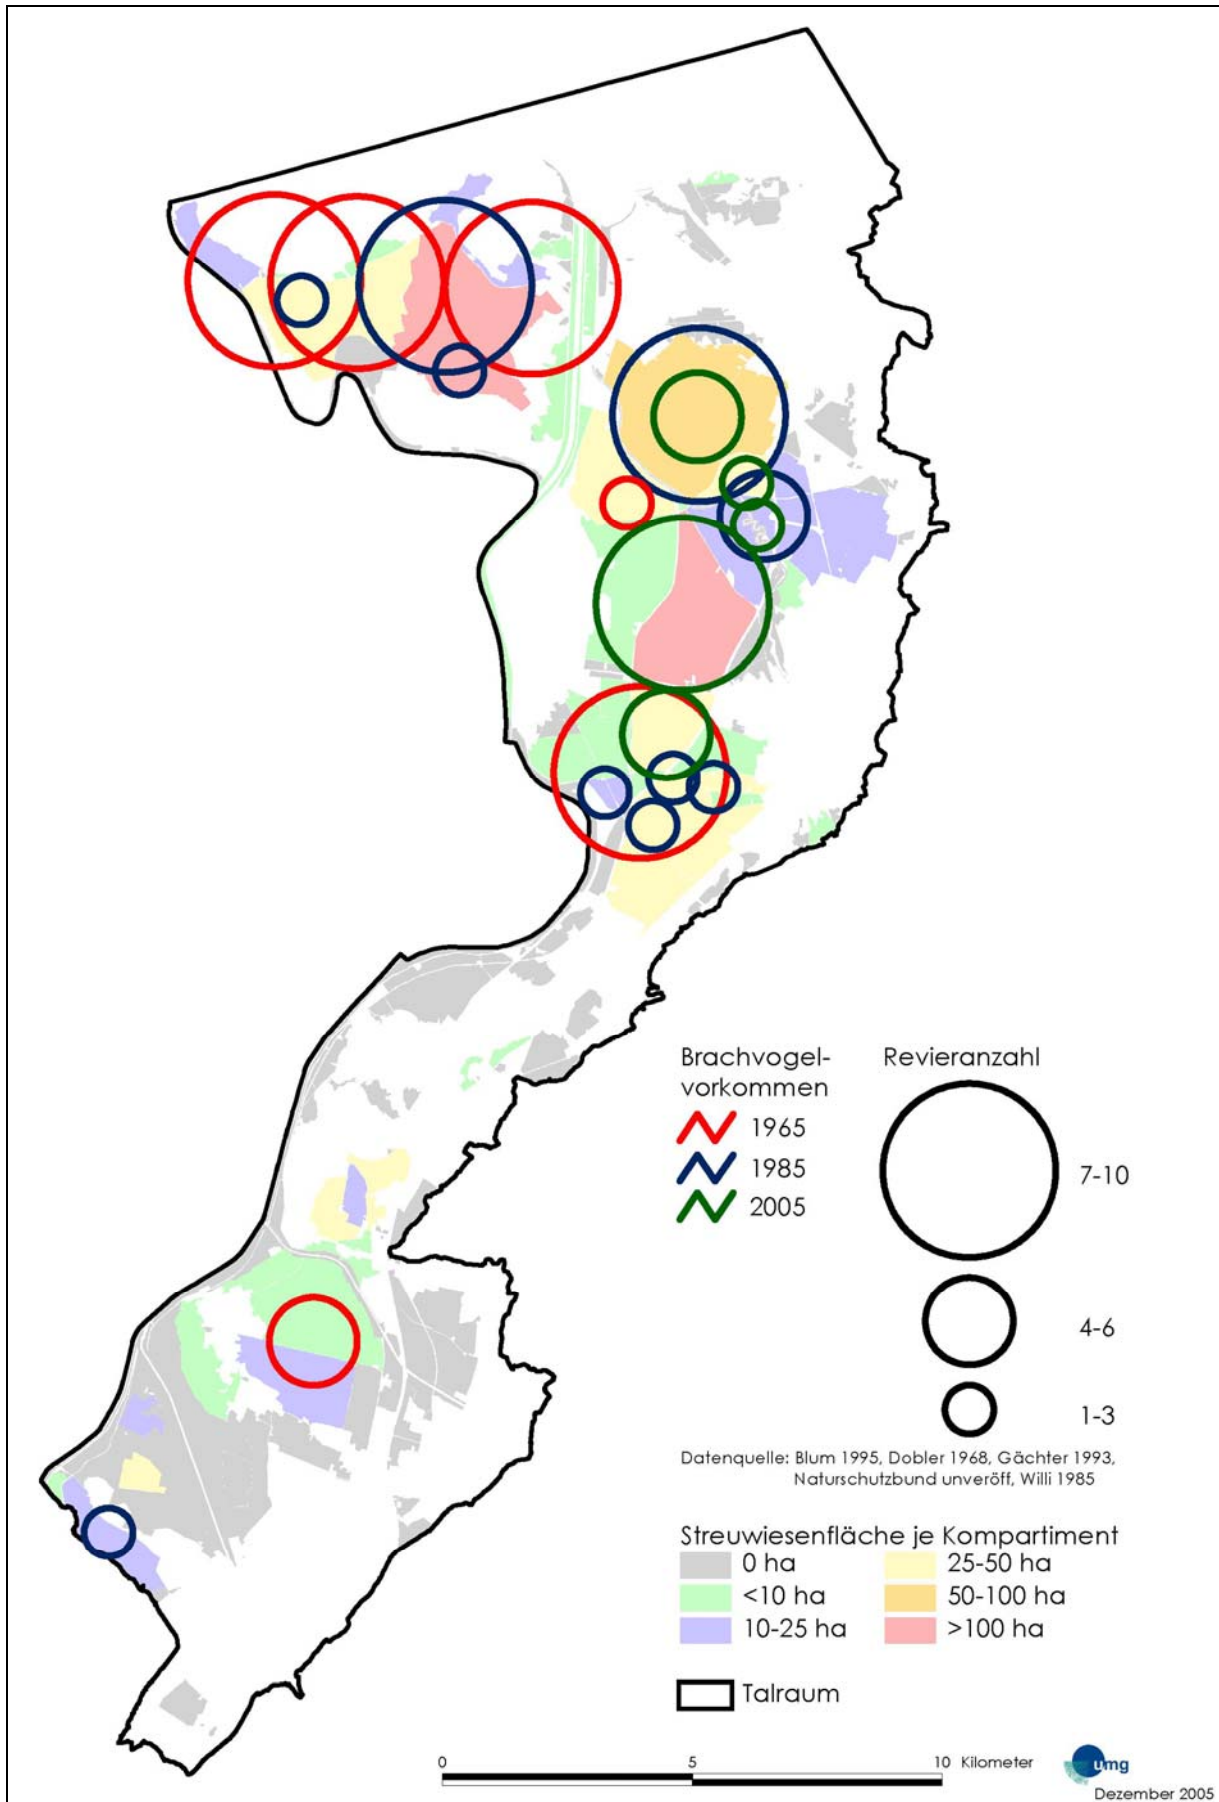 Brachvogel-
vorkommen
1965
1985
2005
Revieranzahl
7-10
4-6
1-3
Datenquelle: Blum 1995, Dobler 1968, Gächter 1993,
Naturschutzbund unveröff, Willi 1985
Streuwiesenfläche je Kompartiment
0 ha
<10 ha
10-25 ha
25-50 ha
50-100 ha
>100 ha
Talraum
0 5 10 Kilometer
umg
Dezember 2005